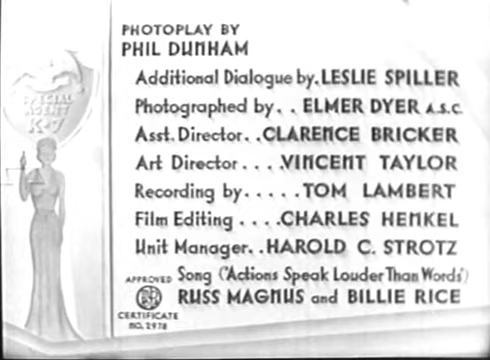 SPECIAL
AGENT
K-7
PHOTOPLAY BY
PHIL DUNHAM
Additional Dialogue by. LESLIE SPILLER
Photographed by. . ELMER DYER A.S.C.
Asst. Director. . CLARENCE BRICKER
Art Director . . . . VINCENT TAYLOR
Recording by. . . . . TOM LAMBERT
Film Editing . . . . CHARLES HENKEL
Unit Manager. . HAROLD C. STROTZ
Song ("Actions Speak Louder Than Words")
RUSS MAGNUS and BILLIE RICE
APPROVED
CERTIFICATE
NO. 2978